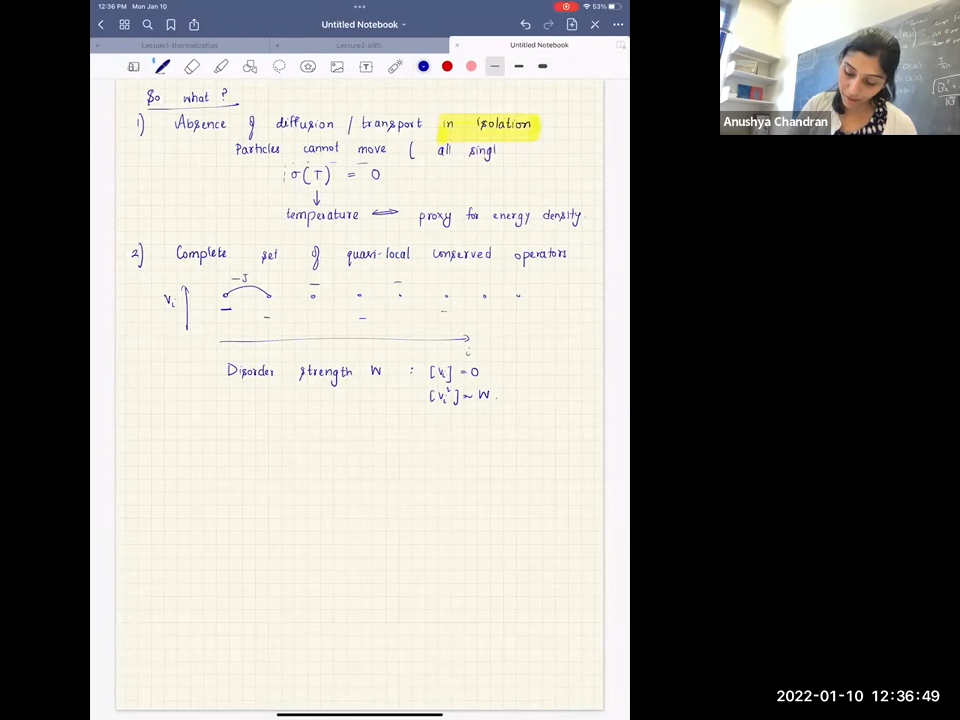 12:36 PM Mon Jan 10
53%
Untitled Notebook
Lecture1-thermalization
Lecture2-MBL
Untitled Notebook
So what ?
1) Absence of diffusion / transport in isolation
Particles cannot move ( all singl
σ(T) = 0
↓
temperature ⟺ proxy for energy density
2) Complete set of quasi-local conserved operators
-J
Vi
i
Disorder strength W : [Vi] = 0
[Vi²] ~ W.
Anushya Chandran
2022-01-10 12:36:49